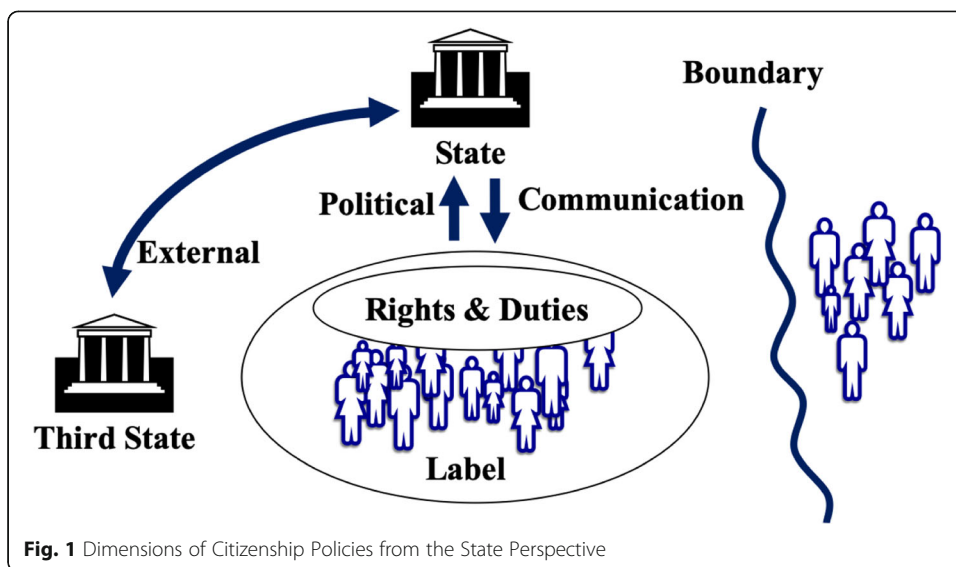 Boundary
State
Political Communication
External
Rights & Duties
Third State
Label
Fig. 1 Dimensions of Citizenship Policies from the State Perspective